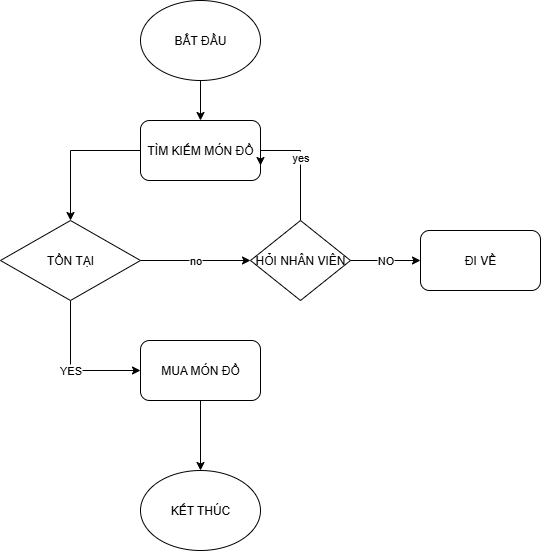 BẮT ĐẦU
TÌM KIẾM MÓN ĐỒ
yes
TỒN TẠI
no
HỎI NHÂN VIÊN
NO
ĐI VỀ
YES
MUA MÓN ĐỒ
KẾT THÚC